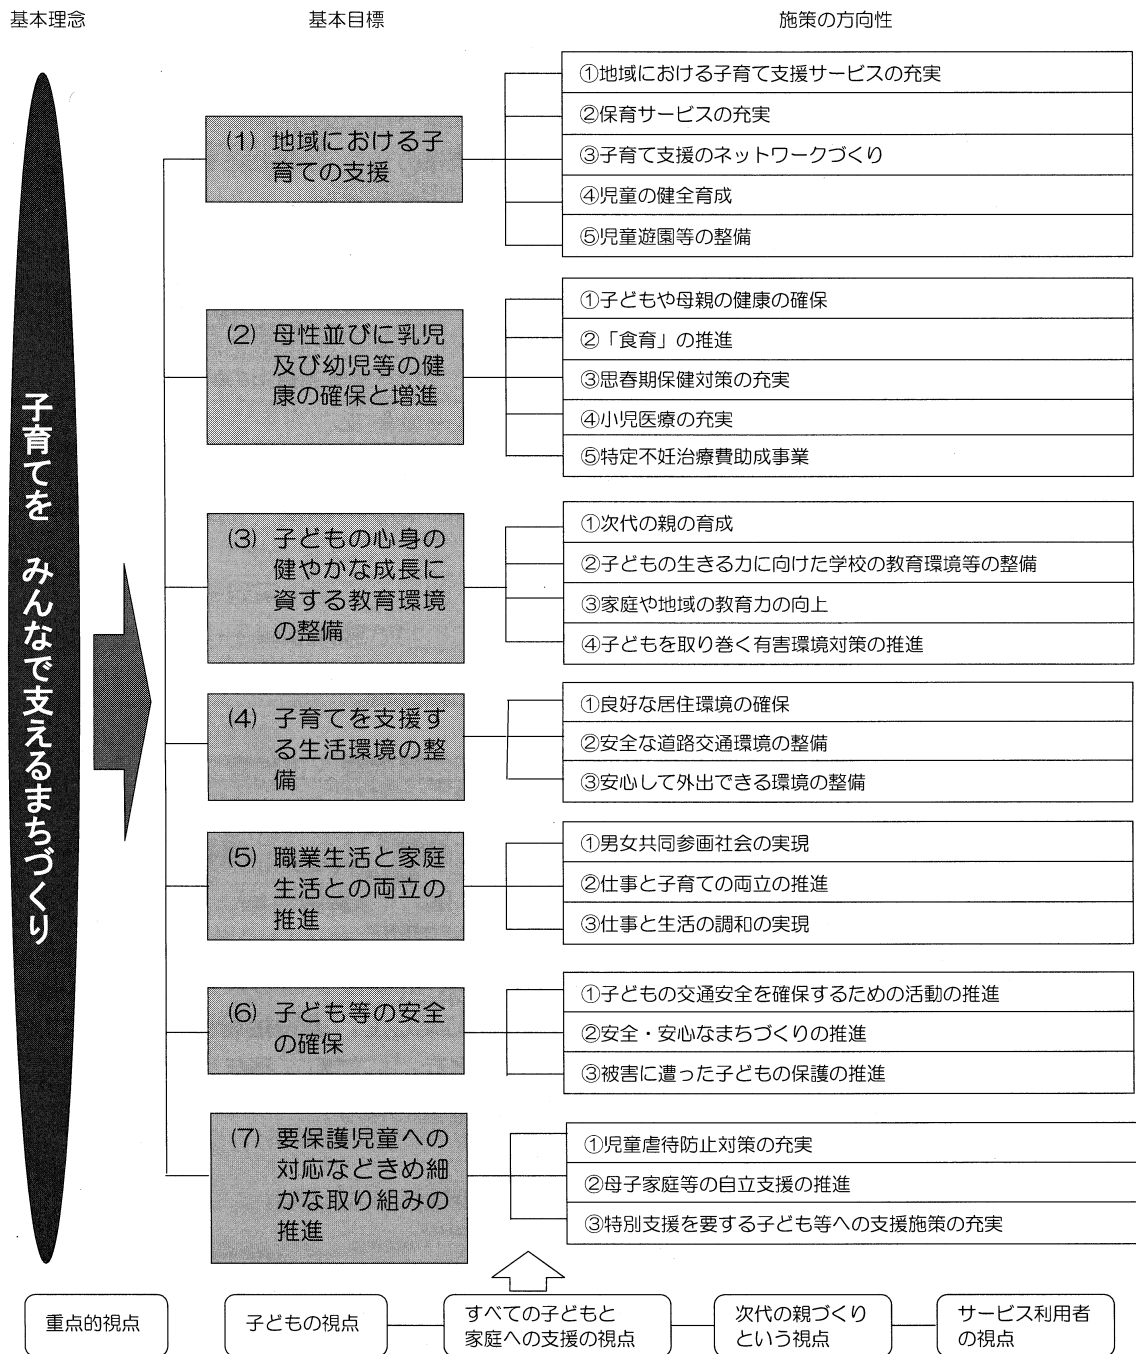 基本理念
基本目標
施策の方向性
子育てを　みんなで支えるまちづくり
(1) 地域における子
育ての支援
①地域における子育て支援サービスの充実
②保育サービスの充実
③子育て支援のネットワークづくり
④児童の健全育成
⑤児童遊園等の整備
(2) 母性並びに乳児
及び幼児等の健
康の確保と増進
①子どもや母親の健康の確保
②「食育」の推進
③思春期保健対策の充実
④小児医療の充実
⑤特定不妊治療費助成事業
(3) 子どもの心身の
健やかな成長に
資する教育環境
の整備
①次代の親の育成
②子どもの生きる力に向けた学校の教育環境等の整備
③家庭や地域の教育力の向上
④子どもを取り巻く有害環境対策の推進
(4) 子育てを支援す
る生活環境の整
備
①良好な居住環境の確保
②安全な道路交通環境の整備
③安心して外出できる環境の整備
(5) 職業生活と家庭
生活との両立の
推進
①男女共同参画社会の実現
②仕事と子育ての両立の推進
③仕事と生活の調和の実現
(6) 子ども等の安全
の確保
①子どもの交通安全を確保するための活動の推進
②安全・安心なまちづくりの推進
③被害に遭った子どもの保護の推進
(7) 要保護児童への
対応などきめ細
かな取り組みの
推進
①児童虐待防止対策の充実
②母子家庭等の自立支援の推進
③特別支援を要する子ども等への支援施策の充実
重点的視点
子どもの視点
すべての子どもと
家庭への支援の視点
次代の親づくり
という視点
サービス利用者
の視点